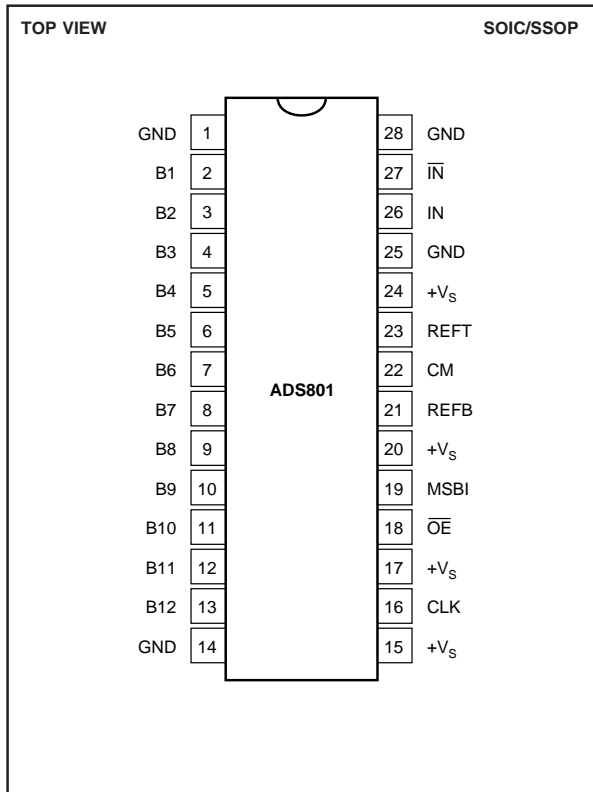 TOP VIEW SOIC/SSOP
GND 1 28 GND
B1 2 27 I̅N̅
B2 3 26 IN
B3 4 25 GND
B4 5 24 +VS
B5 6 23 REFT
B6 7 22 CM
ADS801
B7 8 21 REFB
B8 9 20 +VS
B9 10 19 MSBI
B10 11 18 O̅E̅
B11 12 17 +VS
B12 13 16 CLK
GND 14 15 +VS